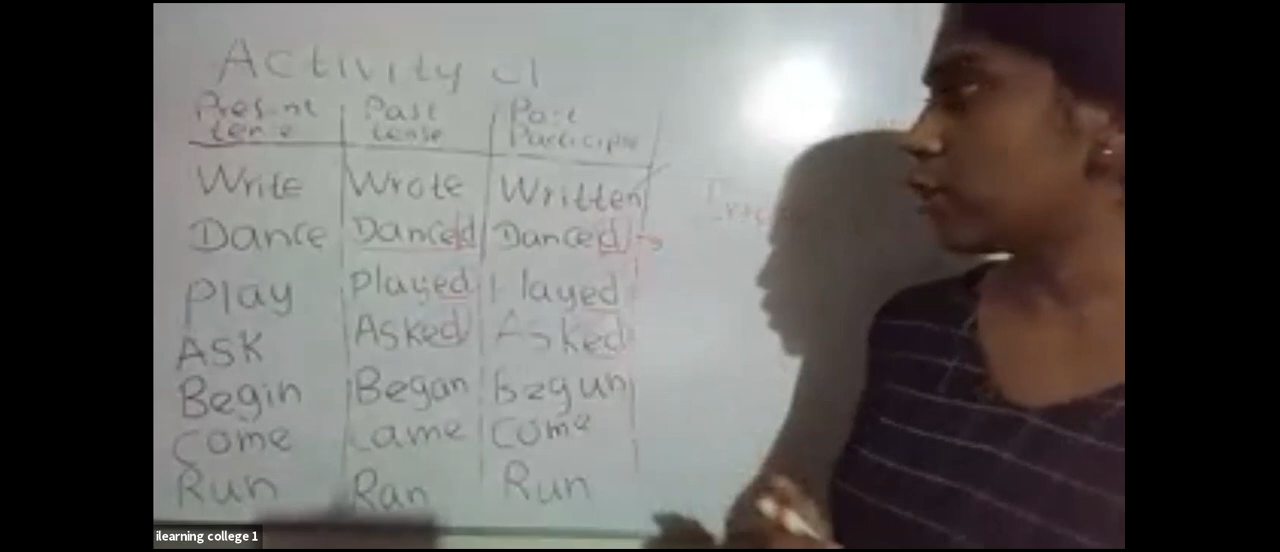 Activity 01
Present tense Past tense Past Participle
Write Wrote Written
Dance Danced Danced
Play Played Played
Ask Asked Asked
Begin Began Begun
Come Came Come
Run Ran Run
ilearning college 1